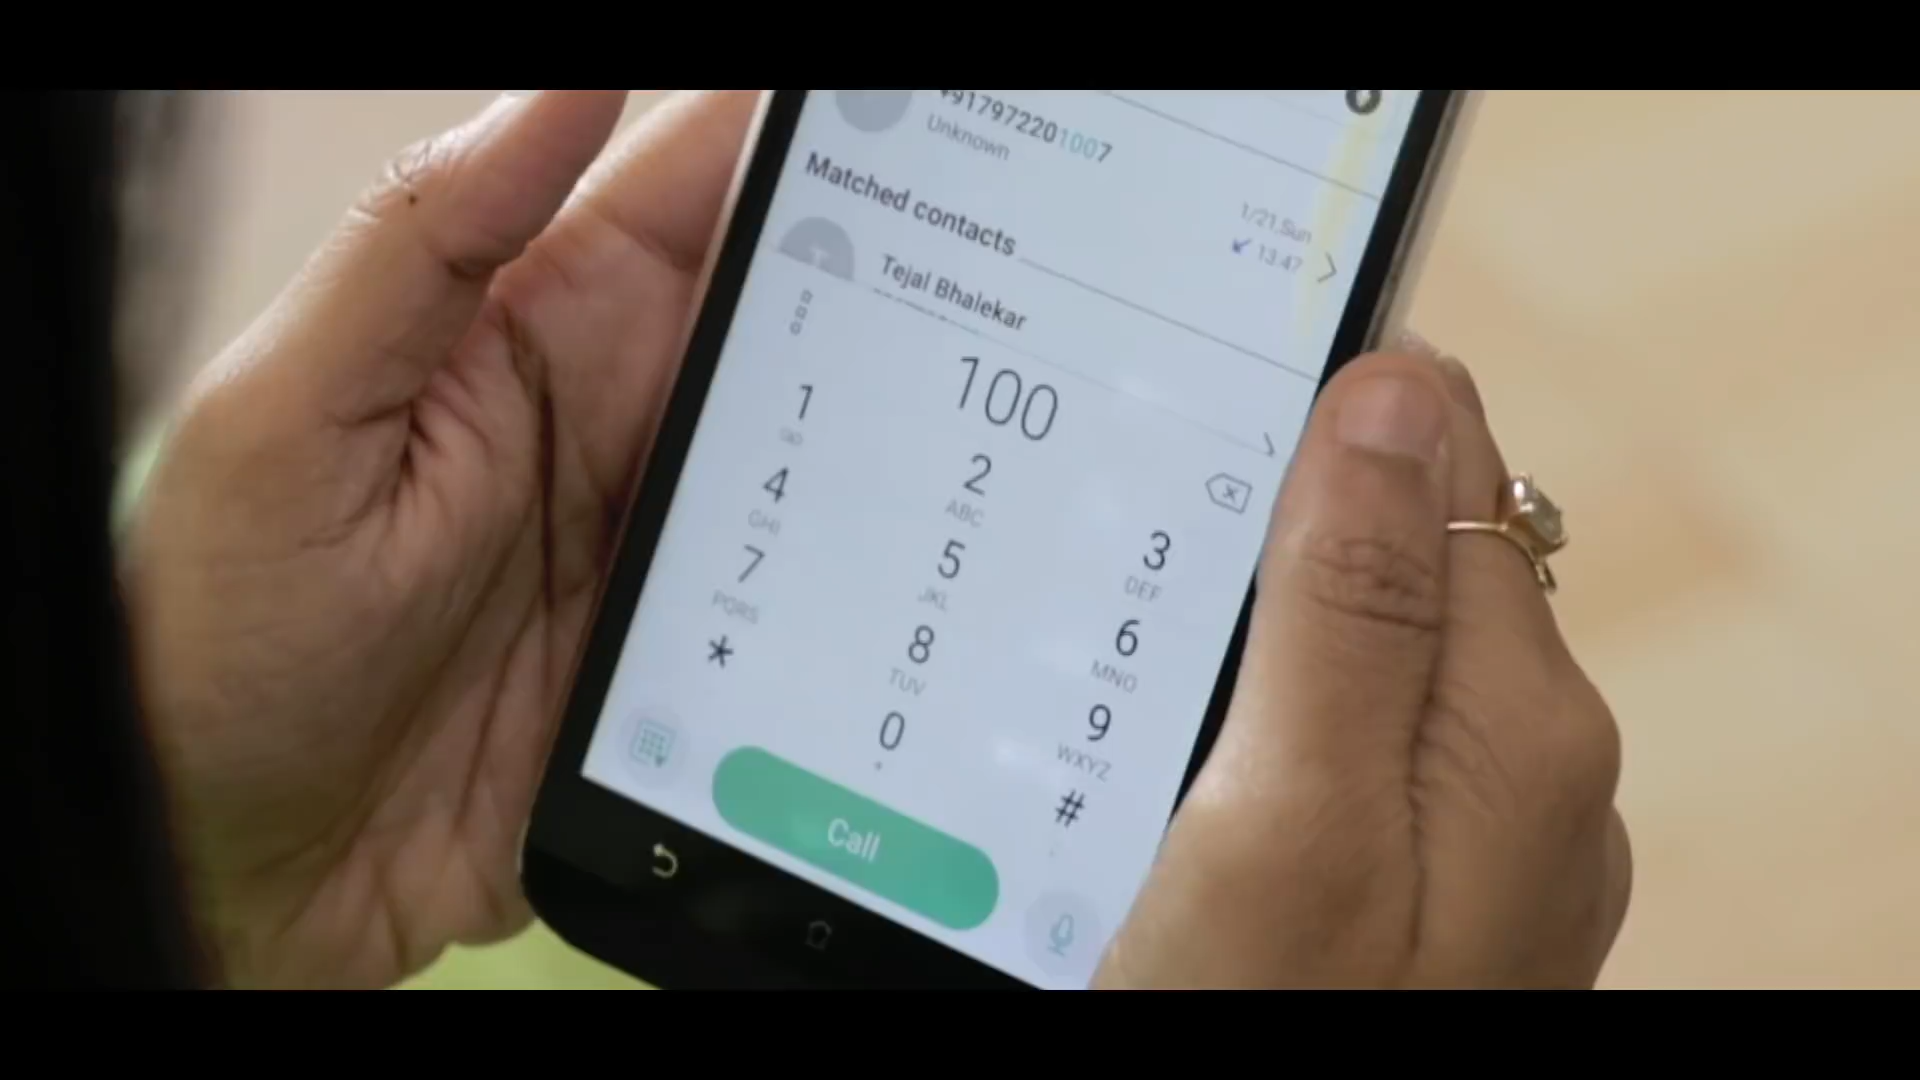 +917972201007
Unknown
Matched contacts
1/21,Sun
13:47
Tejal Bhalekar
100
1
2
ABC
3
DEF
4
GHI
5
JKL
6
MNO
7
PQRS
8
TUV
9
WXYZ
*
0
#
Call